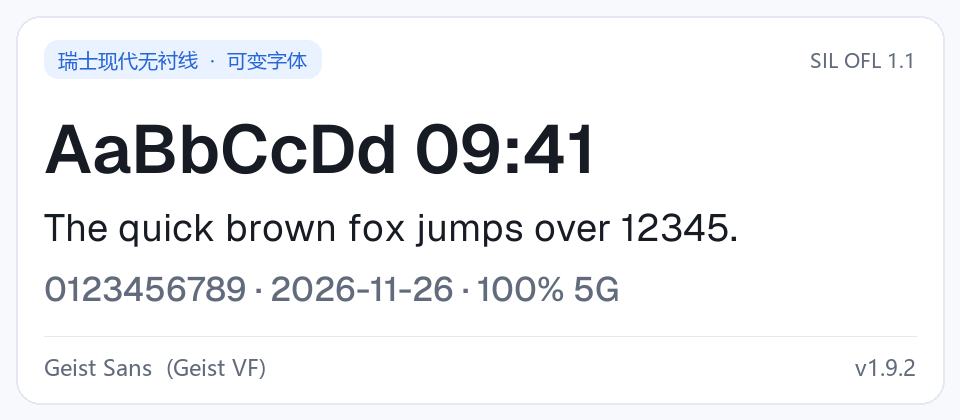 瑞士现代无衬线 · 可变字体
SIL OFL 1.1
AaBbCcDd 09:41
The quick brown fox jumps over 12345.
0123456789 · 2026-11-26 · 100% 5G
Geist Sans (Geist VF)
v1.9.2